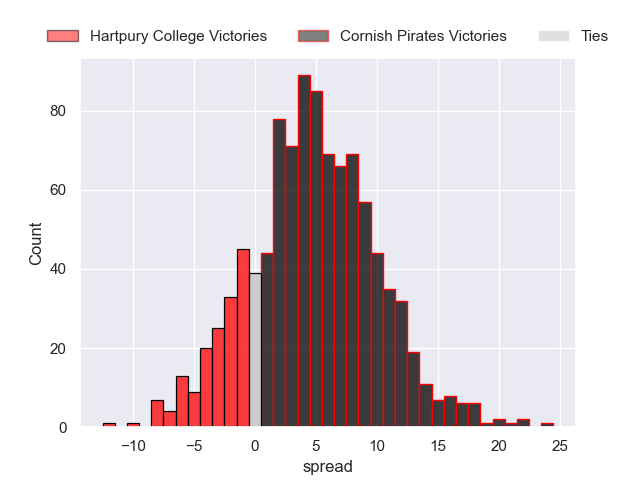 Hartpury College Victories Cornish Pirates Victories Ties
80
60
40
20
0
Count
−10 −5 0 5 10 15 20 25
spread